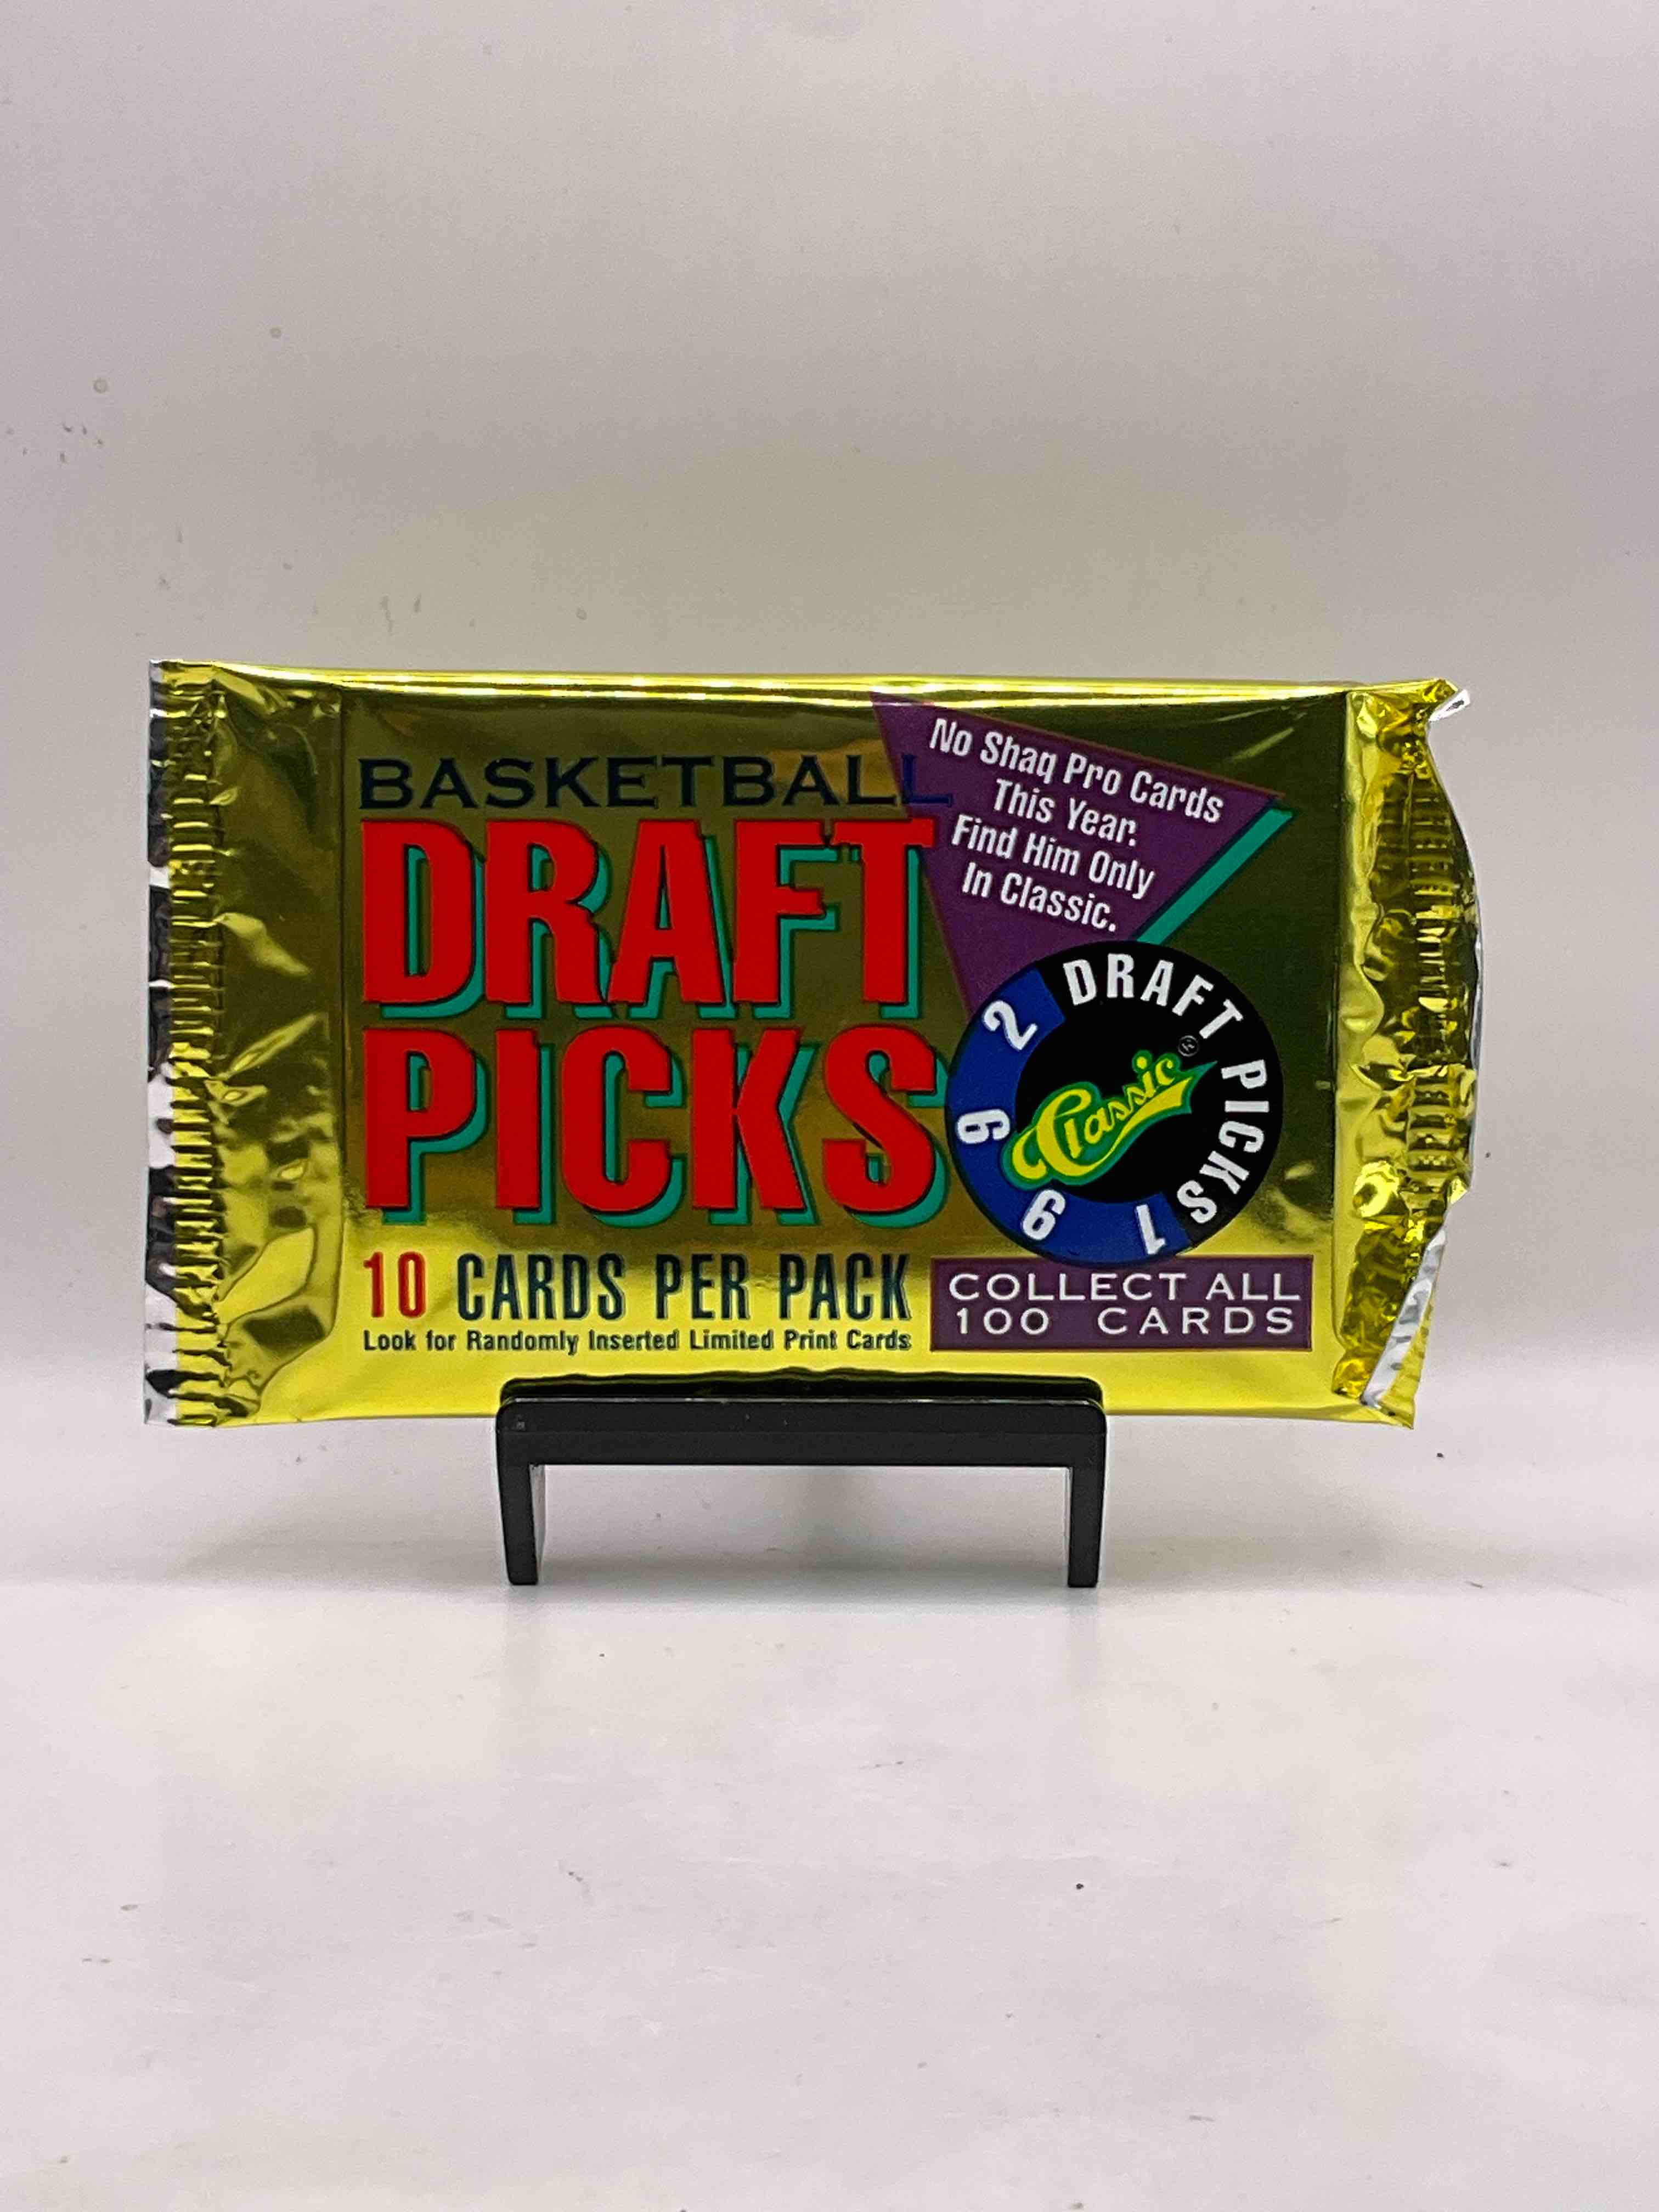 BASKETBALL
DRAFT
PICKS
10 CARDS PER PACK
Look for Randomly Inserted Limited Print Cards
No Shaq Pro Cards
This Year.
Find Him Only
In Classic.
1992 DRAFT PICKS
Classic®
COLLECT ALL
100 CARDS